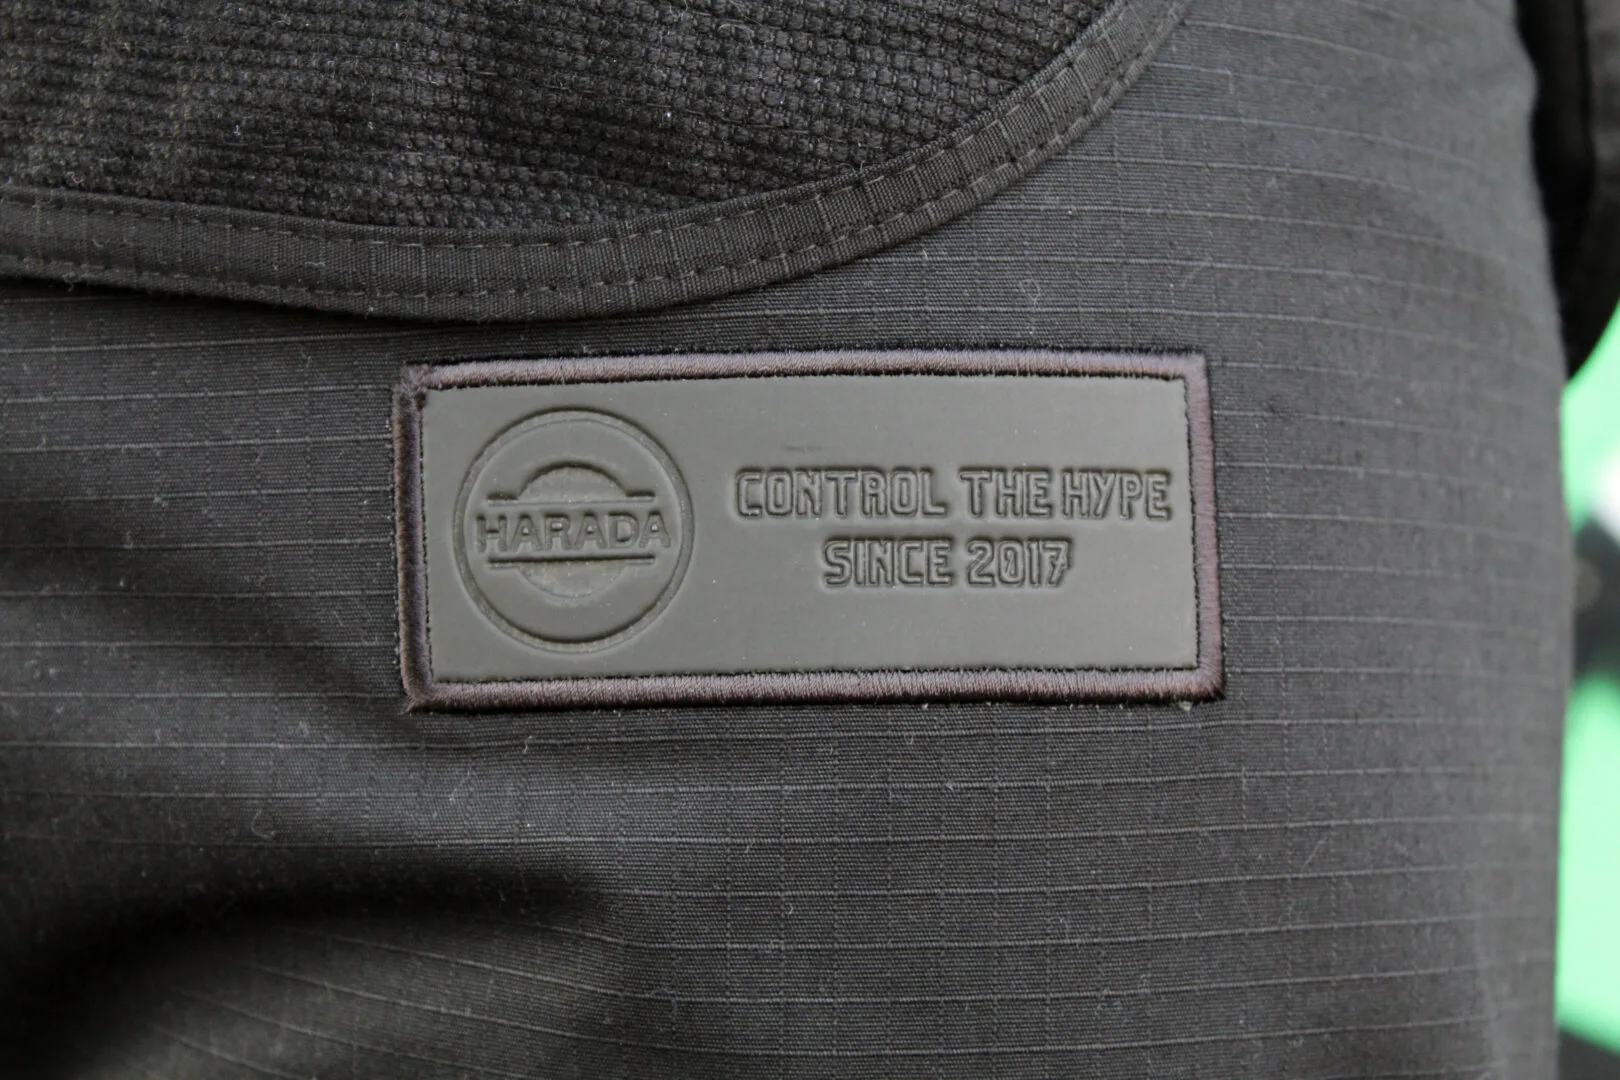 HARADA
CONTROL THE HYPE
SINCE 2017